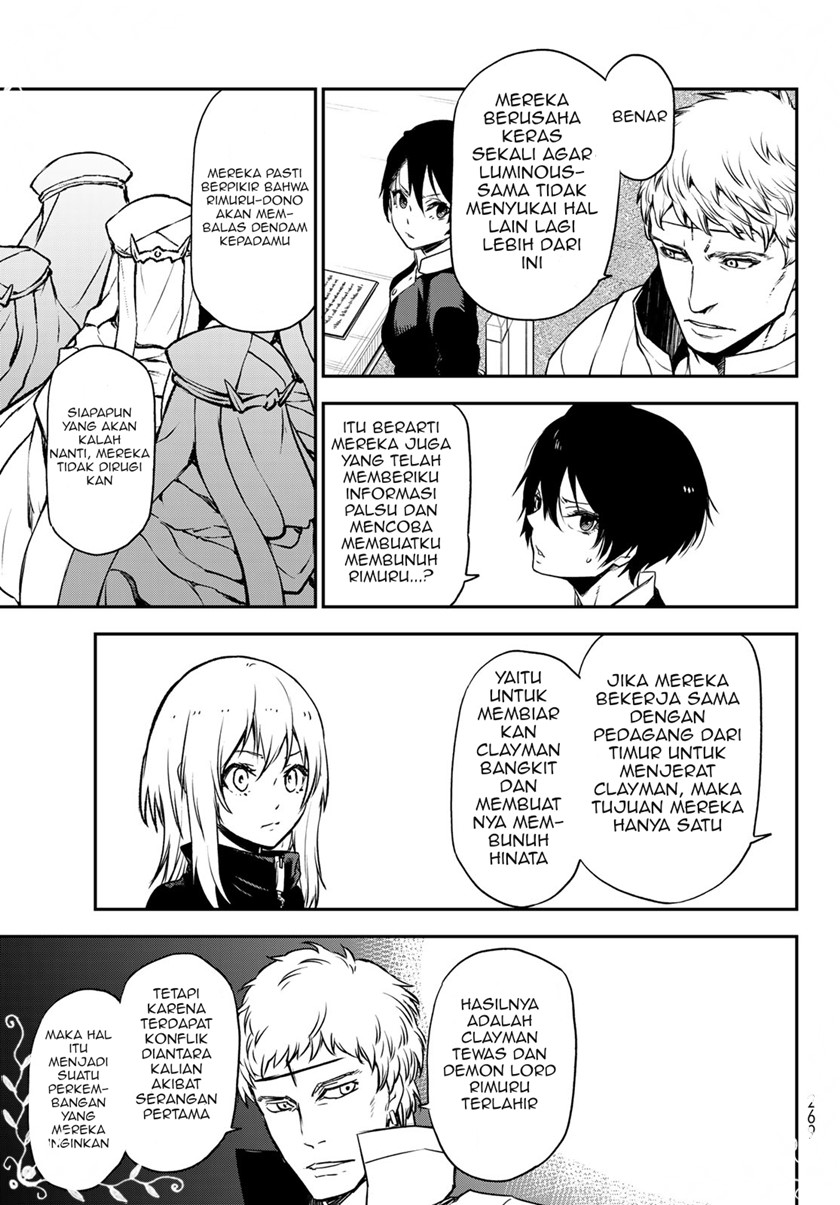 BENAR
MEREKA
BERUSAHA
KERAS
SEKALI AGAR
LUMINOUS-
SAMA TIDAK
MENYUKAI HAL
LAIN LAGI
LEBIH DARI
INI
MEREKA PASTI
BERPIKIR BAHWA
RIMURU-DONO
AKAN MEM-
BALAS DENDAM
KEPADAMU
SIAPAPUN
YANG AKAN
KALAH
NANTI, MEREKA
TIDAK DIRUGI
KAN
ITU BERARTI
MEREKA JUGA
YANG TELAH
MEMBERIKU
INFORMASI
PALSU DAN
MENCOBA
MEMBUATKU
MEMBUNUH
RIMURU...?
JIKA MEREKA
BEKERJA SAMA
DENGAN
PEDAGANG DARI
TIMUR UNTUK
MENJERAT
CLAYMAN, MAKA
TUJUAN MEREKA
HANYA SATU
YAITU
UNTUK
MEMBIAR
KAN
CLAYMAN
BANGKIT
DAN
MEMBUAT
NYA MEM-
BUNUH
HINATA
HASILNYA
ADALAH
CLAYMAN
TEWAS DAN
DEMON LORD
RIMURU
TERLAHIR
TETAPI
KARENA
TERDAPAT
KONFLIK
DIANTARA
KALIAN
AKIBAT
SERANGAN
PERTAMA
MAKA HAL
ITU
MENJADI
SUATU
PERKEM-
BANGAN
YANG
MEREKA
INGINKAN